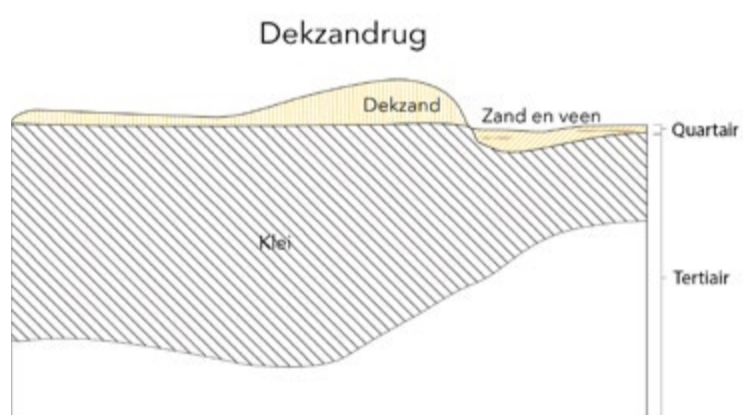 Dekzandrug
Dekzand
Zand en veen
Quartair
Klei
Tertiair